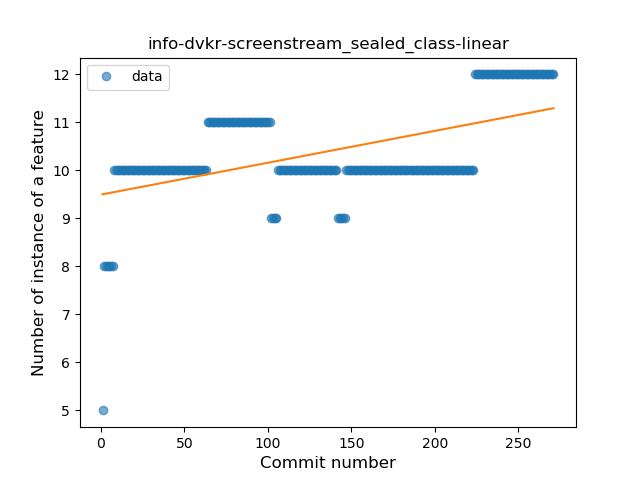 info-dvkr-screenstream_sealed_class-linear
data
Number of instance of a feature
12
11
10
9
8
7
6
5
0 50 100 150 200 250
Commit number